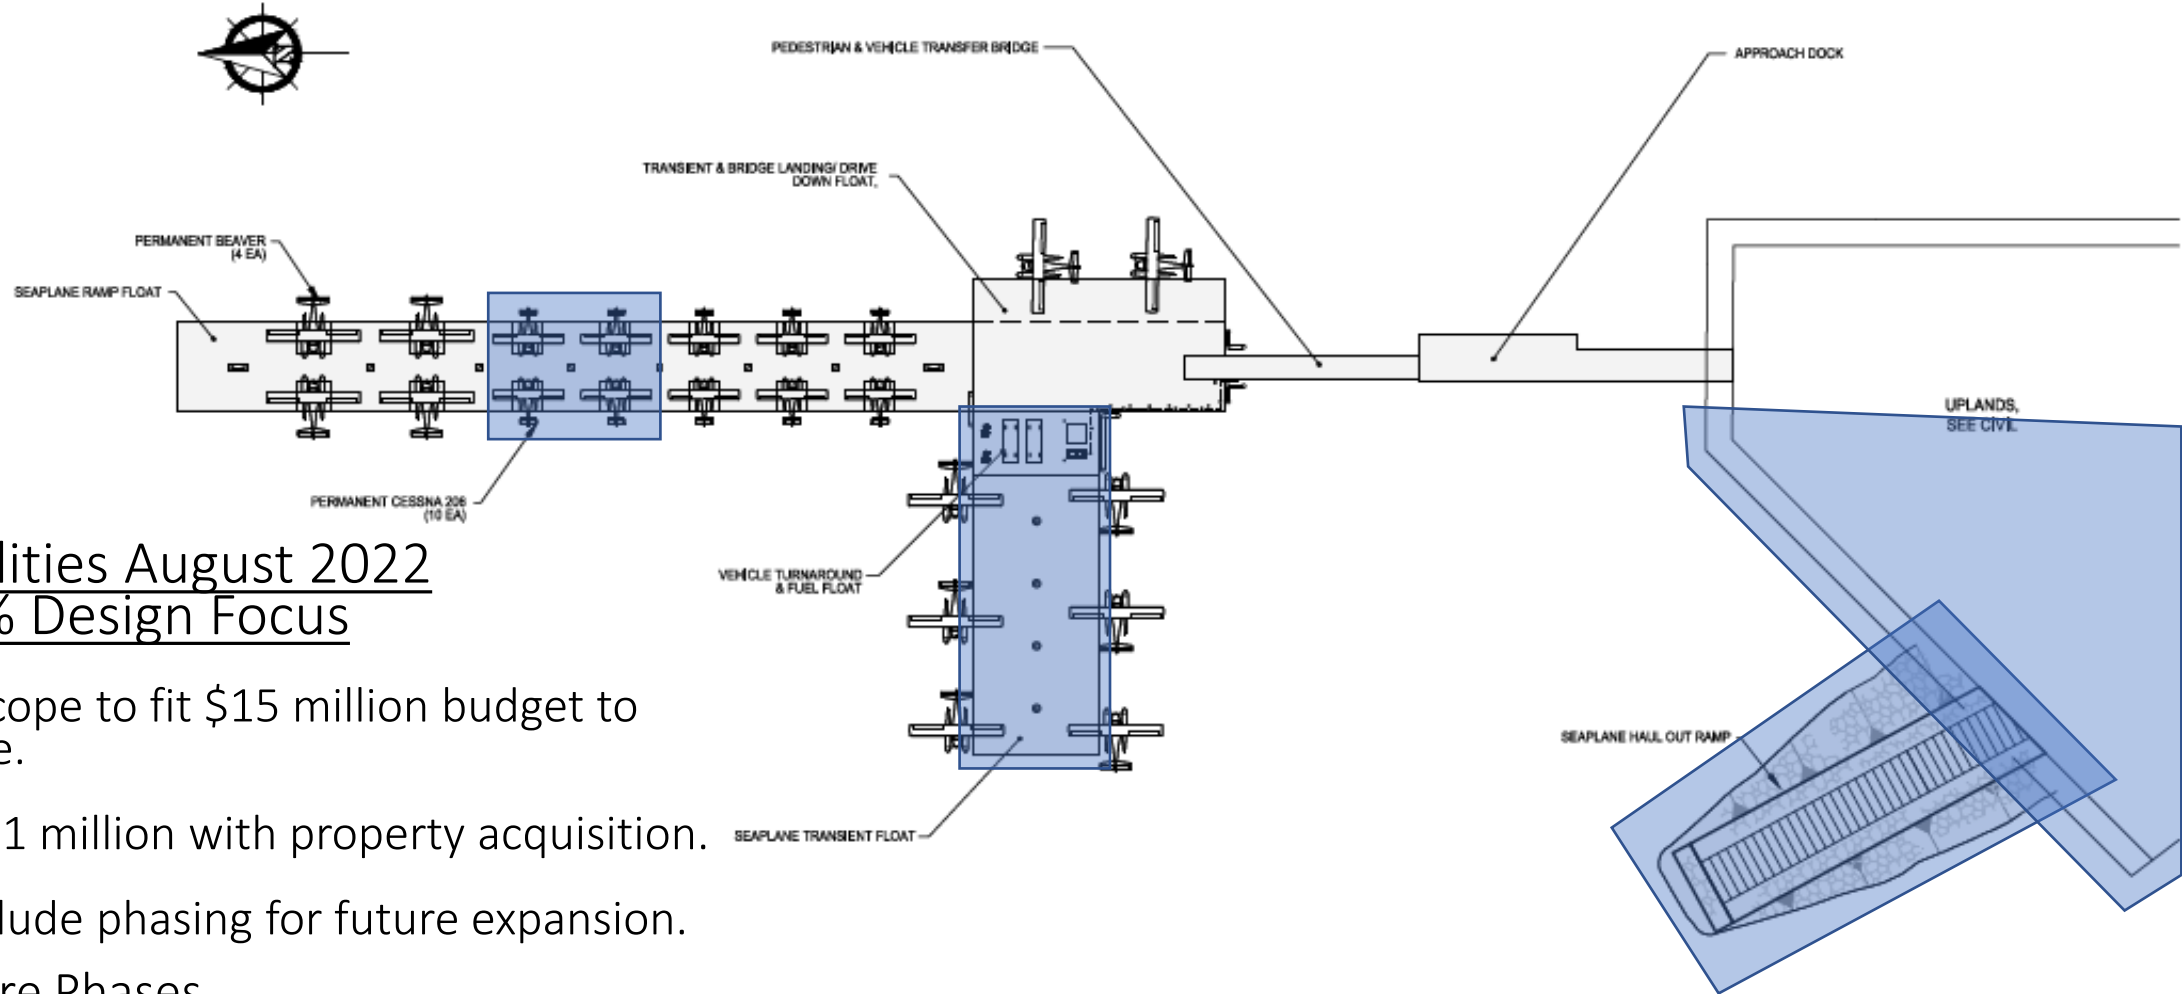 PEDESTRIAN & VEHICLE TRANSFER BRIDGE
APPROACH DOCK
TRANSIENT & BRIDGE LANDING/ DRIVE
DOWN FLOAT,
PERMANENT BEAVER
(4 EA)
SEAPLANE RAMP FLOAT
UPLANDS,
SEE CIVIL
PERMANENT CESSNA 206
(10 EA)
VEHICLE TURNAROUND
& FUEL FLOAT
SEAPLANE HAUL OUT RAMP
SEAPLANE TRANSIENT FLOAT
lities August 2022
% Design Focus
cope to fit $15 million budget to
e.
1 million with property acquisition.
lude phasing for future expansion.
re Phases